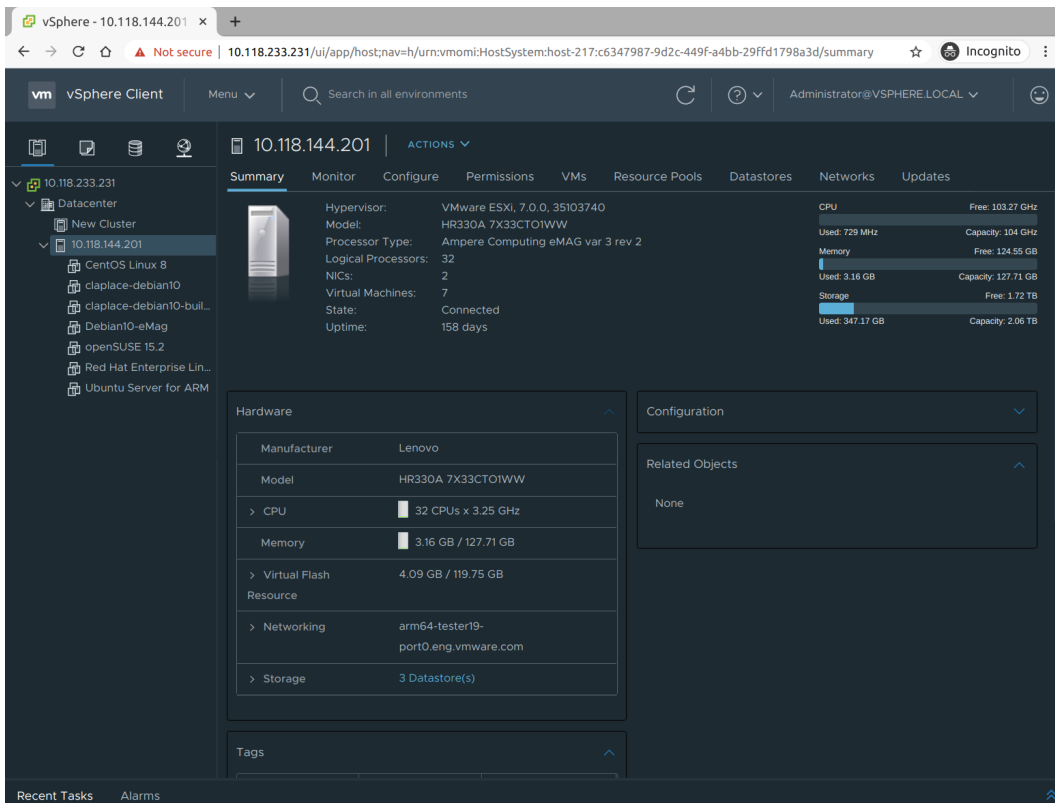 vSphere - 10.118.144.201
Not secure | 10.118.233.231/ui/app/host;nav=h/urn:vmomi:HostSystem:host-217:c6347987-9d2c-449f-a4bb-29ffd1798a3d/summary Incognito
vm vSphere Client Menu Search in all environments Administrator@VSPHERE.LOCAL
10.118.144.201 ACTIONS
Summary Monitor Configure Permissions VMs Resource Pools Datastores Networks Updates
10.118.233.231
Datacenter
New Cluster
10.118.144.201
CentOS Linux 8
claplace-debian10
claplace-debian10-buil...
Debian10-eMag
openSUSE 15.2
Red Hat Enterprise Lin...
Ubuntu Server for ARM
Hypervisor: VMware ESXi, 7.0.0, 35103740
Model: HR330A 7X33CTO1WW
Processor Type: Ampere Computing eMAG var 3 rev 2
Logical Processors: 32
NICs: 2
Virtual Machines: 7
State: Connected
Uptime: 158 days
CPU Free: 103.27 GHz
Used: 729 MHz Capacity: 104 GHz
Memory Free: 124.55 GB
Used: 3.16 GB Capacity: 127.71 GB
Storage Free: 1.72 TB
Used: 347.17 GB Capacity: 2.06 TB
Hardware
Manufacturer Lenovo
Model HR330A 7X33CTO1WW
CPU 32 CPUs x 3.25 GHz
Memory 3.16 GB / 127.71 GB
Virtual Flash 4.09 GB / 119.75 GB
Resource
Networking arm64-tester19-
port0.eng.vmware.com
Storage 3 Datastore(s)
Tags
Configuration
Related Objects
None
Recent Tasks Alarms